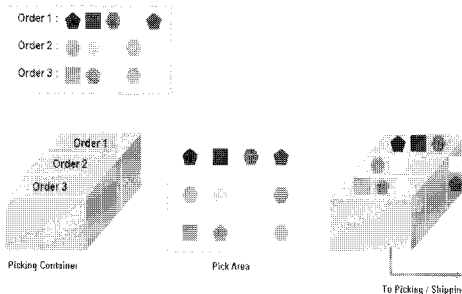 Order 1 :
Order 2 :
Order 3 :
Order 1
Order 2
Order 3
Picking Container
Pick Area
To Picking / Shippin